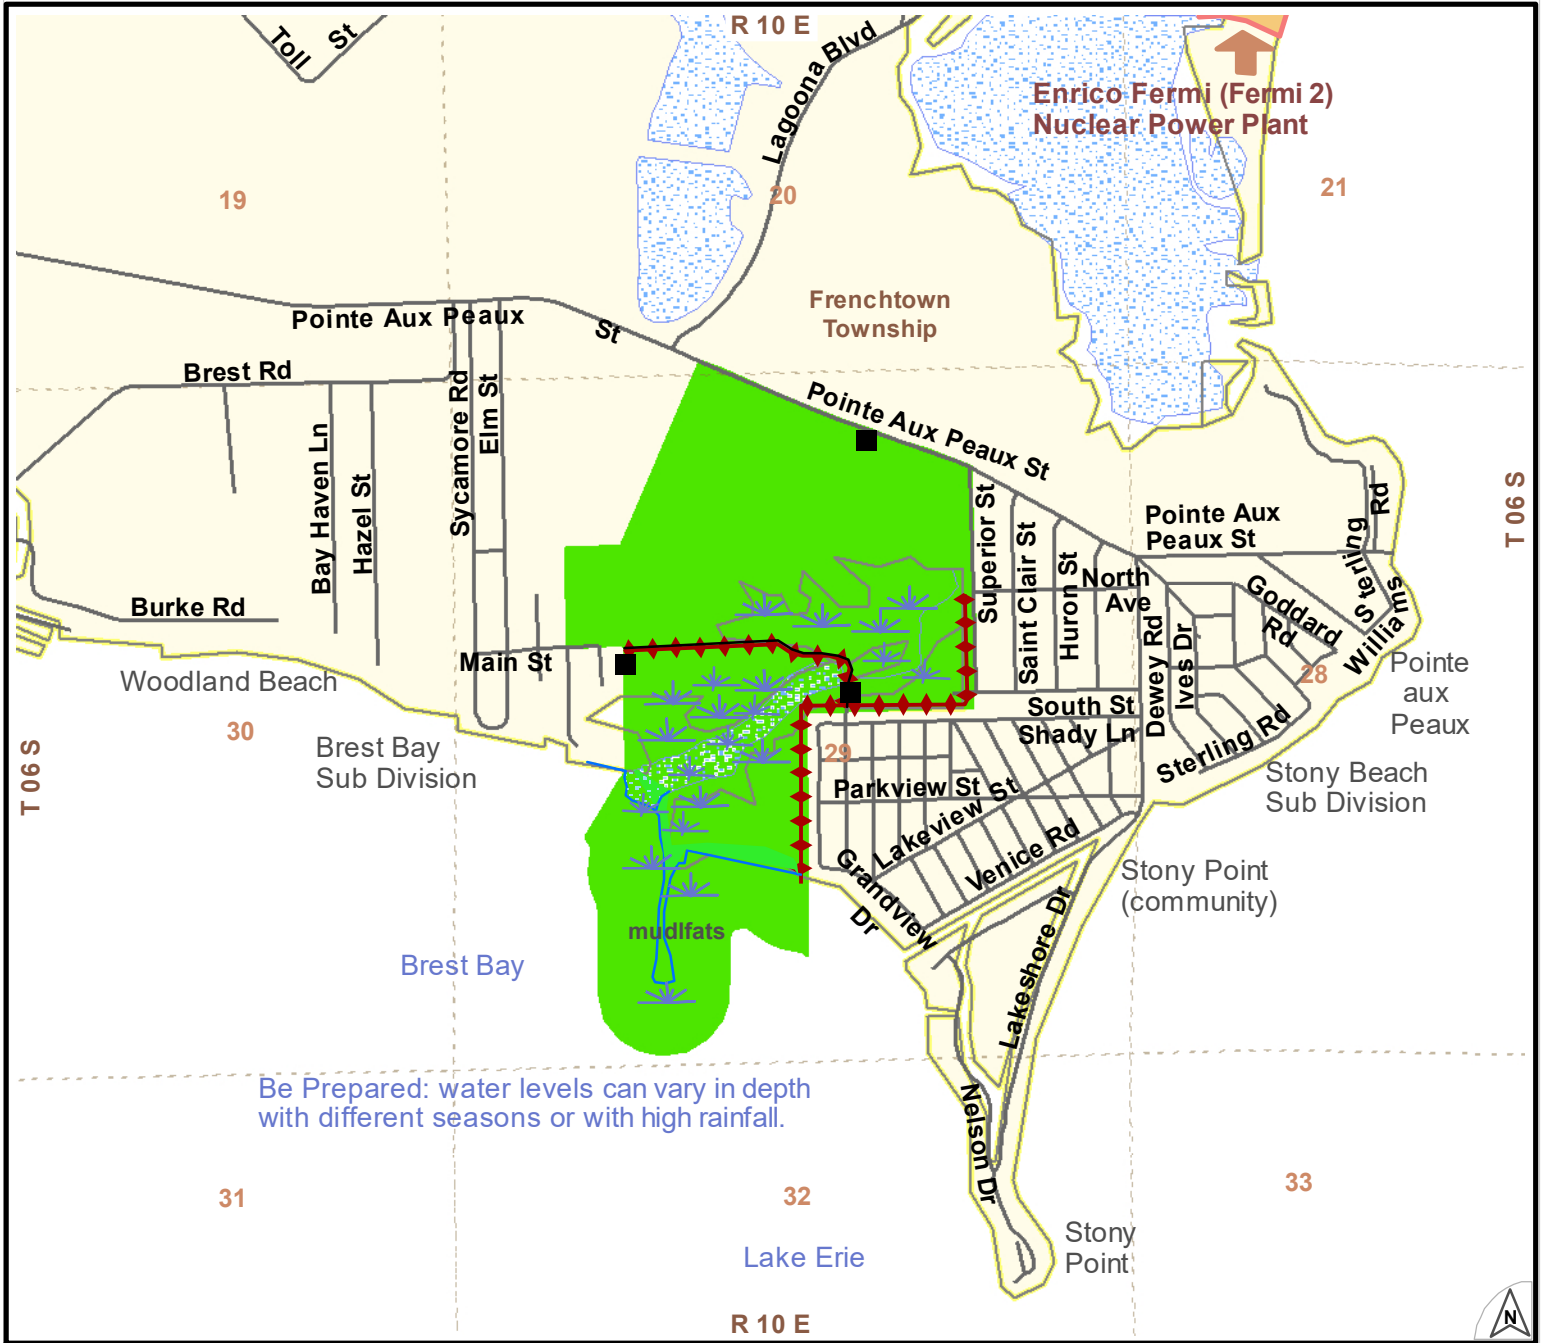 R 10 E
Toll St
Lagoona Blvd
Enrico Fermi (Fermi 2)
Nuclear Power Plant
19
20
21
Frenchtown
Township
Pointe Aux Peaux St
Brest Rd
Sycamore Rd
Elm St
Bay Haven Ln
Hazel St
Pointe Aux Peaux St
T 06 S
Superior St
Saint Clair St
Huron St
North
Ave
Pointe Aux
Peaux St
Sterling Rd
Goddard
Rd
Williams
Dewey Rd
Ives Dr
Burke Rd
Main St
Woodland Beach
28
Pointe
aux
Peaux
30
Brest Bay
Sub Division
T 06 S
South St
Shady Ln
29
Sterling Rd
Parkview St
Lakeview St
Venice Rd
Grandview
Dr
Stony Beach
Sub Division
Stony Point
(community)
Lakeshore Dr
mudlfats
Brest Bay
Be Prepared: water levels can vary in depth
with different seasons or with high rainfall.
Nelson Dr
31
32
33
Lake Erie
Stony
Point
R 10 E
N